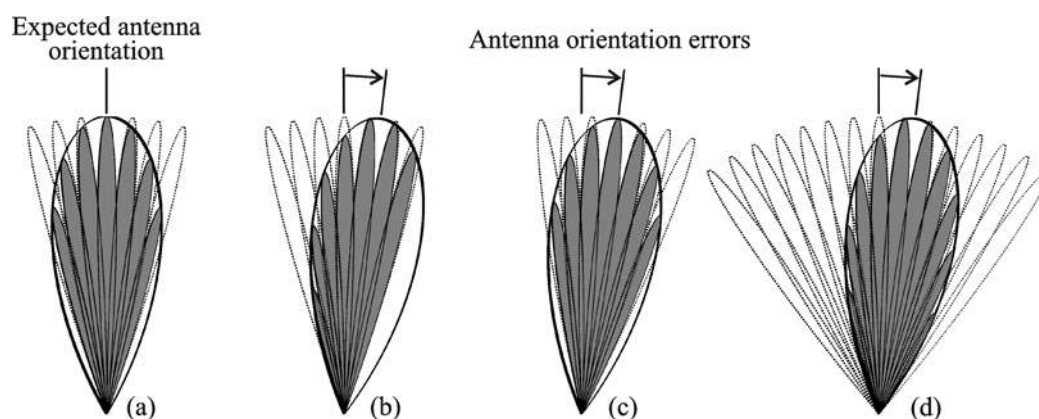 Expected antenna
orientation
Antenna orientation errors
(a)
(b)
(c)
(d)